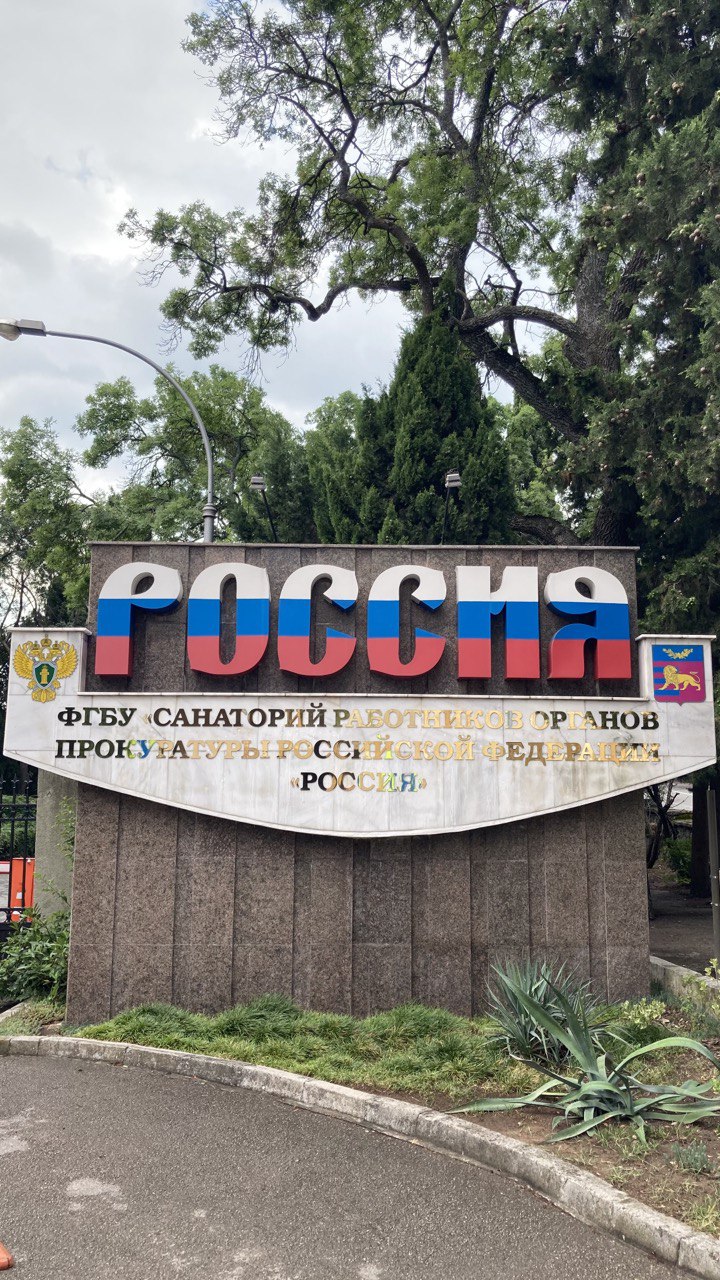 РОССИЯ
ФГБУ «САНАТОРИЙ РАБОТНИКОВ ОРГАНОВ
ПРОКУРАТУРЫ РОССИЙСКОЙ ФЕДЕРАЦИИ
«РОССИЯ»